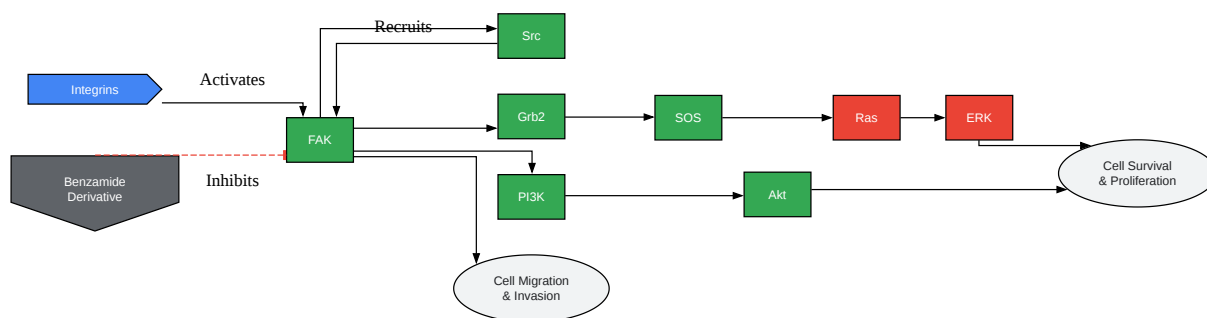 Recruits
Src
Activates
Integrins
Grb2
SOS
Ras
ERK
FAK
Cell Survival
& Proliferation
Inhibits
Benzamide
Derivative
PI3K
Akt
Cell Migration
& Invasion